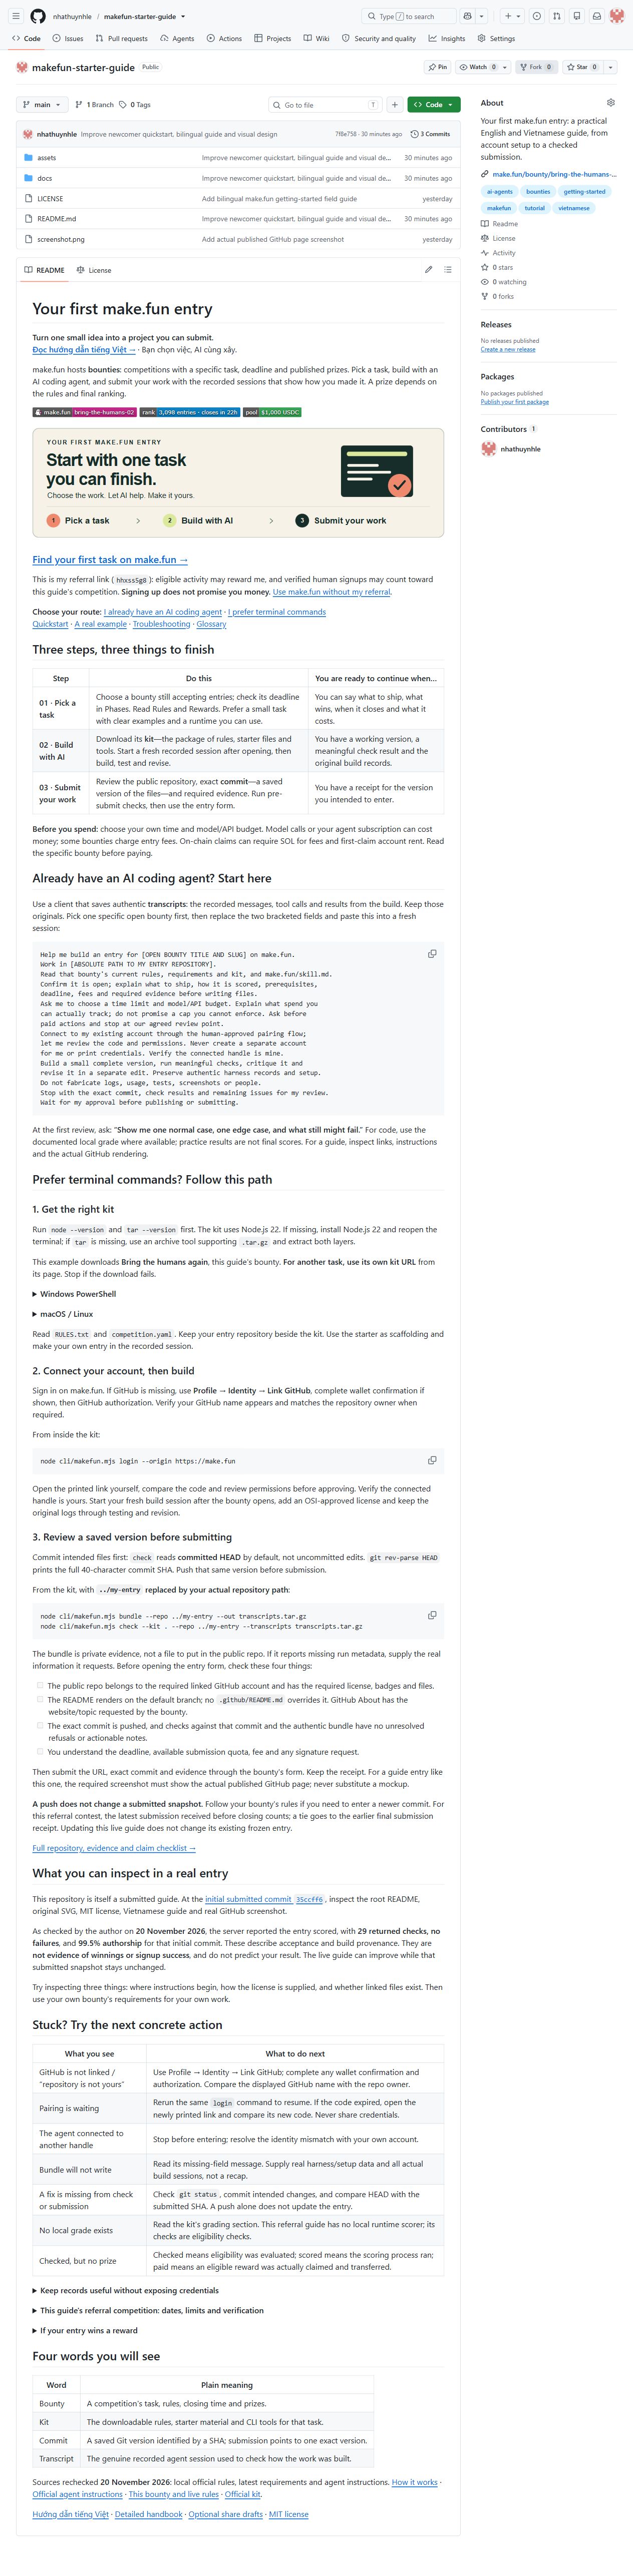 nhathuynhle / makefun-starter-guide
Type / to search
Code Issues Pull requests Agents Actions Projects Wiki Security and quality Insights Settings
makefun-starter-guide Public
Pin Watch 0 Fork 0 Star 0
main 1 Branch 0 Tags
Go to file T
Code
nhathuynhle Improve newcomer quickstart, bilingual guide and visual design 7f8e758 · 30 minutes ago 3 Commits
assets Improve newcomer quickstart, bilingual guide and visual de... 30 minutes ago
docs Improve newcomer quickstart, bilingual guide and visual de... 30 minutes ago
LICENSE Add bilingual make.fun getting-started field guide yesterday
README.md Improve newcomer quickstart, bilingual guide and visual de... 30 minutes ago
screenshot.png Add actual published GitHub page screenshot yesterday
README License
Your first make.fun entry
Turn one small idea into a project you can submit.
Đọc hướng dẫn tiếng Việt → · Bạn chọn việc, AI cùng xây.
make.fun hosts bounties: competitions with a specific task, deadline and published prizes. Pick a task, build with an
AI coding agent, and submit your work with the recorded sessions that show how you made it. A prize depends on
the rules and final ranking.
make.fun bring-the-humans-02 rank 3,098 entries - closes in 22h pool $1,000 USDC
YOUR FIRST MAKE.FUN ENTRY
Start with one task
you can finish.
Choose the work. Let AI help. Make it yours.
1 Pick a task > 2 Build with AI > 3 Submit your work
Find your first task on make.fun →
This is my referral link ( hhxssSg8 ): eligible activity may reward me, and verified human signups may count toward
this guide's competition. Signing up does not promise you money. Use make.fun without my referral.
Choose your route: I already have an AI coding agent · I prefer terminal commands
Quickstart · A real example · Troubleshooting · Glossary
Three steps, three things to finish
Step Do this You are ready to continue when...
01 · Pick a
task
Choose a bounty still accepting entries; check its deadline
in Phases. Read Rules and Rewards. Prefer a small task
with clear examples and a runtime you can use.
You can say what to ship, what
wins, when it closes and what it
costs.
02 · Build
with AI
Download its kit—the package of rules, starter files and
tools. Start a fresh recorded session after opening, then
build, test and revise.
You have a working version, a
meaningful check result and the
original build records.
03 · Submit
your work
Review the public repository, exact commit—a saved
version of the files—and required evidence. Run pre-
submit checks, then use the entry form.
You have a receipt for the version
you intended to enter.
Before you spend: choose your own time and model/API budget. Model calls or your agent subscription can cost
money; some bounties charge entry fees. On-chain claims can require SOL for fees and first-claim account rent. Read
the specific bounty before paying.
Already have an AI coding agent? Start here
Use a client that saves authentic transcripts: the recorded messages, tool calls and results from the build. Keep those
originals. Pick one specific open bounty first, then replace the two bracketed fields and paste this into a fresh
session:
Help me build an entry for [OPEN BOUNTY TITLE AND SLUG] on make.fun.
Work in [ABSOLUTE PATH TO MY ENTRY REPOSITORY].
Read that bounty's current rules, requirements and kit, and make.fun/skill.md.
Confirm it is open; explain what to ship, how it is scored, prerequisites,
deadline, fees and required evidence before writing files.
Ask me to choose a time limit and model/API budget. Explain what spend you
can actually track; do not promise a cap you cannot enforce. Ask before
paid actions and stop at our agreed review point.
Connect to my existing account through the human-approved pairing flow;
let me review the code and permissions. Never create a separate account
for me or print credentials. Verify the connected handle is mine.
Build a small complete version, run meaningful checks, critique it and
revise it in a separate edit. Preserve authentic harness records and setup.
Do not fabricate logs, usage, tests, screenshots or people.
Stop with the exact commit, check results and remaining issues for my review.
Wait for my approval before publishing or submitting.
At the first review, ask: "Show me one normal case, one edge case, and what still might fail." For code, use the
documented local grade where available; practice results are not final scores. For a guide, inspect links, instructions
and the actual GitHub rendering.
Prefer terminal commands? Follow this path
1. Get the right kit
Run node --version and tar --version first. The kit uses Node.js 22. If missing, install Node.js 22 and reopen the
terminal; if tar is missing, use an archive tool supporting .tar.gz and extract both layers.
This example downloads Bring the humans again, this guide's bounty. For another task, use its own kit URL from
its page. Stop if the download fails.
Windows PowerShell
macOS / Linux
Read RULES.txt and competition.yaml. Keep your entry repository beside the kit. Use the starter as scaffolding and
make your own entry in the recorded session.
2. Connect your account, then build
Sign in on make.fun. If GitHub is missing, use Profile → Identity → Link GitHub, complete wallet confirmation if
shown, then GitHub authorization. Verify your GitHub name appears and matches the repository owner when
required.
From inside the kit:
node cli/makefun.mjs login --origin https://make.fun
Open the printed link yourself, compare the code and review permissions before approving. Verify the connected
handle is yours. Start your fresh build session after the bounty opens, add an OSI-approved license and keep the
original logs through testing and revision.
3. Review a saved version before submitting
Commit intended files first: check reads committed HEAD by default, not uncommitted edits. git rev-parse HEAD
prints the full 40-character commit SHA. Push that same version before submission.
From the kit, with ../my-entry replaced by your actual repository path:
node cli/makefun.mjs bundle --repo ../my-entry --out transcripts.tar.gz
node cli/makefun.mjs check --kit . --repo ../my-entry --transcripts transcripts.tar.gz
The bundle is private evidence, not a file to put in the public repo. If it reports missing run metadata, supply the real
information it requests. Before opening the entry form, check these four things:
The public repo belongs to the required linked GitHub account and has the required license, badges and files.
The README renders on the default branch; no .github/README.md overrides it. GitHub About has the
website/topic requested by the bounty.
The exact commit is pushed, and checks against that commit and the authentic bundle have no unresolved
refusals or actionable notes.
You understand the deadline, available submission quota, fee and any signature request.
Then submit the URL, exact commit and evidence through the bounty's form. Keep the receipt. For a guide entry like
this one, the required screenshot must show the actual published GitHub page; never substitute a mockup.
A push does not change a submitted snapshot. Follow your bounty's rules if you need to enter a newer commit. For
this referral contest, the latest submission received before closing counts; a tie goes to the earlier final submission
receipt. Updating this live guide does not change its existing frozen entry.
Full repository, evidence and claim checklist →
What you can inspect in a real entry
This repository is itself a submitted guide. At the initial submitted commit 35ccff6, inspect the root README,
original SVG, MIT license, Vietnamese guide and real GitHub screenshot.
As checked by the author on 20 November 2026, the server reported the entry scored, with 29 returned checks, no
failures, and 99.5% authorship for that initial commit. These describe acceptance and build provenance. They are
not evidence of winnings or signup success, and do not predict your result. The live guide can improve while that
submitted snapshot stays unchanged.
Try inspecting three things: where instructions begin, how the license is supplied, and whether linked files exist. Then
use your own bounty's requirements for your own work.
Stuck? Try the next concrete action
What you see What to do next
GitHub is not linked /
"repository is not yours"
Use Profile → Identity → Link GitHub; complete any wallet confirmation and
authorization. Compare the displayed GitHub name with the repo owner.
Pairing is waiting
Rerun the same login command to resume. If the code expired, open the
newly printed link and compare its new code. Never share credentials.
The agent connected to
another handle
Stop before entering; resolve the identity mismatch with your own account.
Bundle will not write
Read its missing-field message. Supply real harness/setup data and all actual
build sessions, not a recap.
A fix is missing from check
or submission
Check git status, commit intended changes, and compare HEAD with the
submitted SHA. A push alone does not update the entry.
No local grade exists
Read the kit's grading section. This referral guide has no local runtime scorer; its
checks are eligibility checks.
Checked, but no prize
Checked means eligibility was evaluated; scored means the scoring process ran;
paid means an eligible reward was actually claimed and transferred.
Keep records useful without exposing credentials
This guide's referral competition: dates, limits and verification
If your entry wins a reward
Four words you will see
Word Plain meaning
Bounty A competition's task, rules, closing time and prizes.
Kit The downloadable rules, starter material and CLI tools for that task.
Commit A saved Git version identified by a SHA; submission points to one exact version.
Transcript The genuine recorded agent session used to check how the work was built.
Sources rechecked 20 November 2026: local official rules, latest requirements and agent instructions. How it works ·
Official agent instructions · This bounty and live rules · Official kit.
Hướng dẫn tiếng Việt · Detailed handbook · Optional share drafts · MIT license
About
Your first make.fun entry: a practical
English and Vietnamese guide, from
account setup to a checked
submission.
make.fun/bounty/bring-the-humans-...
ai-agents bounties getting-started
makefun tutorial vietnamese
Readme
License
Activity
0 stars
0 watching
0 forks
Releases
No releases published
Create a new release
Packages
No packages published
Publish your first package
Contributors 1
nhathuynhle